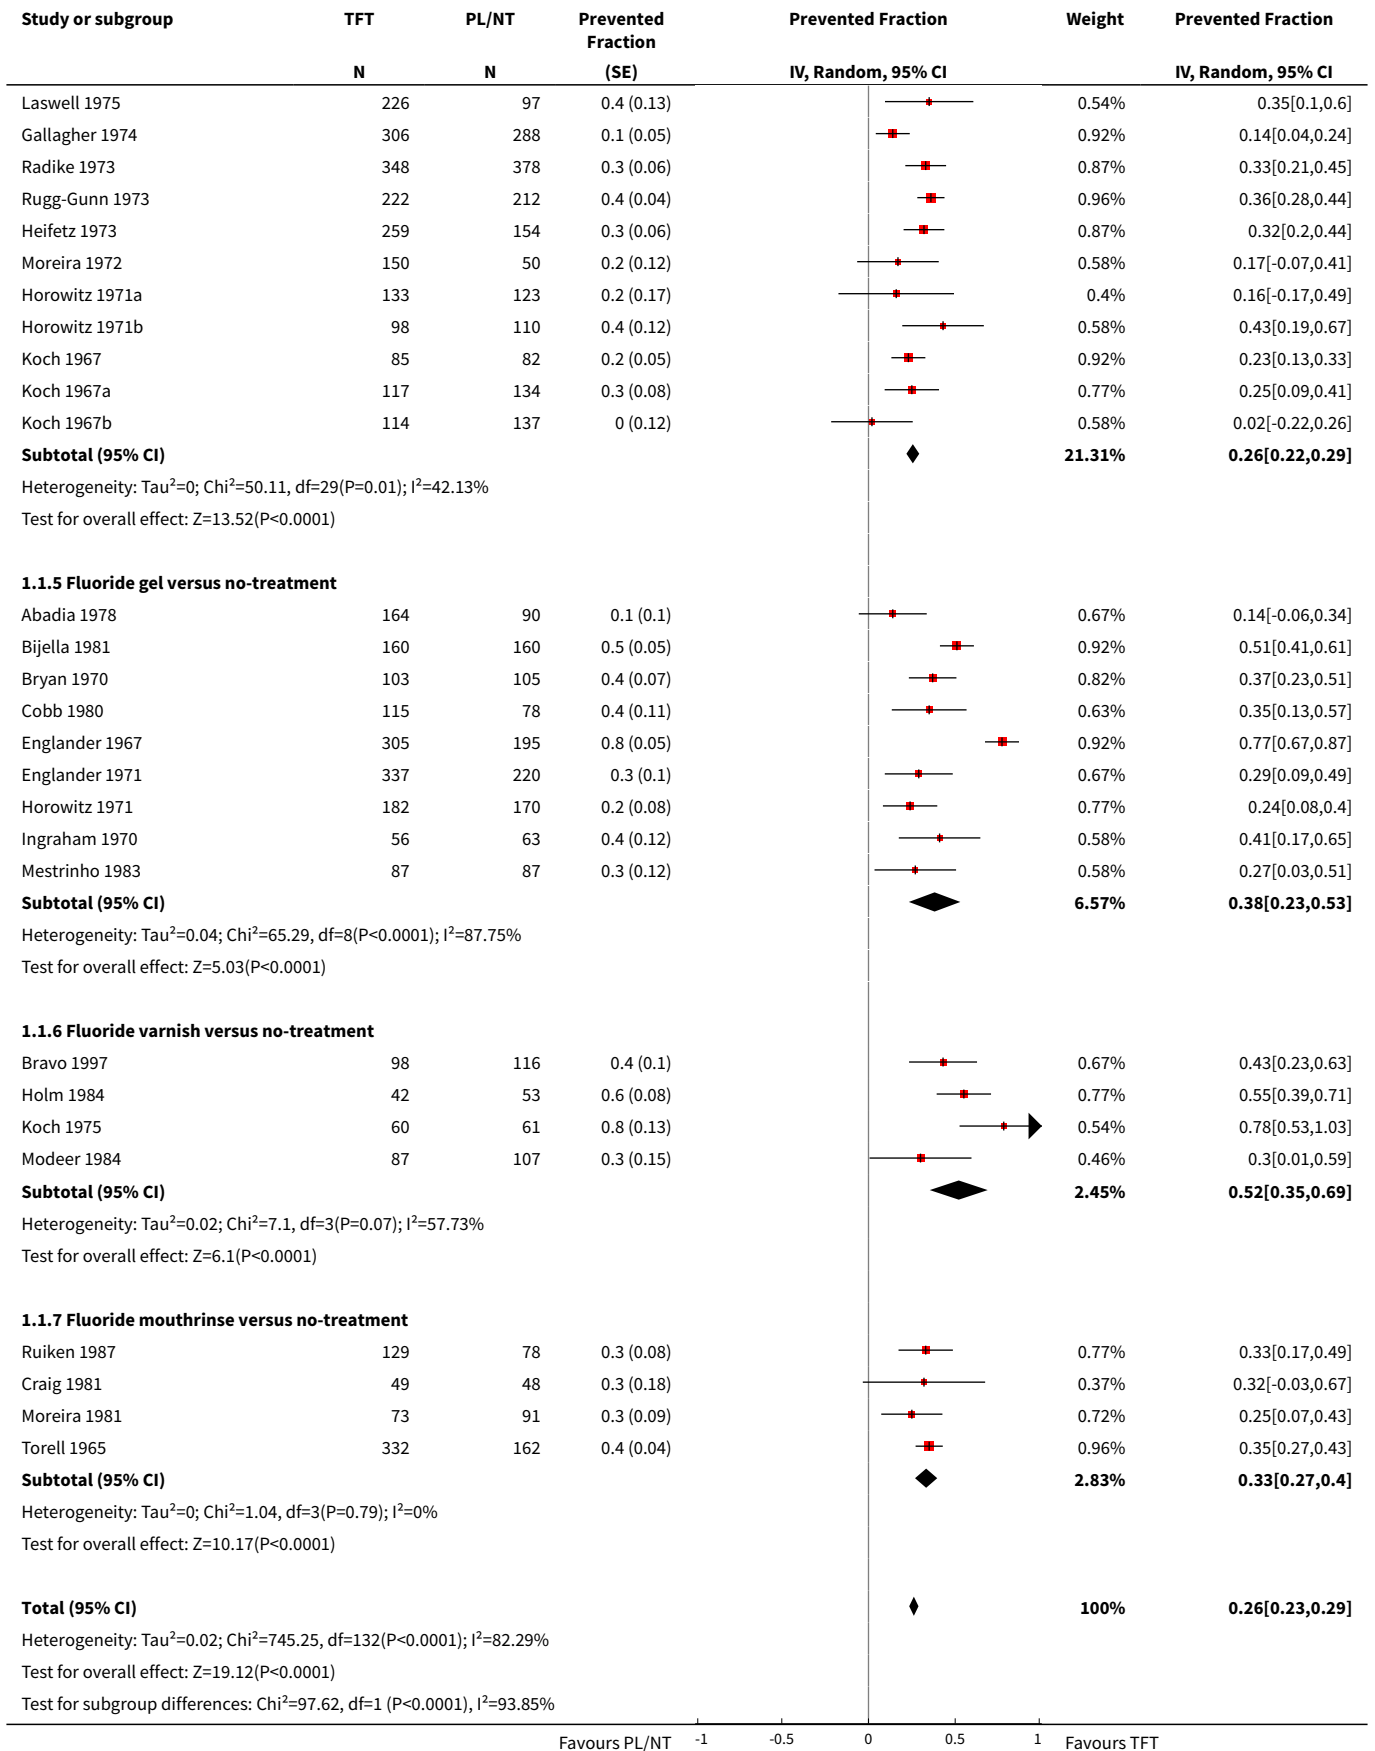 Study or subgroup TFT PL/NT Prevented Fraction Prevented Fraction Weight Prevented Fraction
N N (SE) IV, Random, 95% CI IV, Random, 95% CI
Laswell 1975 226 97 0.4 (0.13) 0.54% 0.35[0.1,0.6]
Gallagher 1974 306 288 0.1 (0.05) 0.92% 0.14[0.04,0.24]
Radike 1973 348 378 0.3 (0.06) 0.87% 0.33[0.21,0.45]
Rugg-Gunn 1973 222 212 0.4 (0.04) 0.96% 0.36[0.28,0.44]
Heifetz 1973 259 154 0.3 (0.06) 0.87% 0.32[0.2,0.44]
Moreira 1972 150 50 0.2 (0.12) 0.58% 0.17[-0.07,0.41]
Horowitz 1971a 133 123 0.2 (0.17) 0.4% 0.16[-0.17,0.49]
Horowitz 1971b 98 110 0.4 (0.12) 0.58% 0.43[0.19,0.67]
Koch 1967 85 82 0.2 (0.05) 0.92% 0.23[0.13,0.33]
Koch 1967a 117 134 0.3 (0.08) 0.77% 0.25[0.09,0.41]
Koch 1967b 114 137 0 (0.12) 0.58% 0.02[-0.22,0.26]
Subtotal (95% CI) 21.31% 0.26[0.22,0.29]
Heterogeneity: Tau²=0; Chi²=50.11, df=29(P=0.01); I²=42.13%
Test for overall effect: Z=13.52(P<0.0001)
1.1.5 Fluoride gel versus no-treatment
Abadia 1978 164 90 0.1 (0.1) 0.67% 0.14[-0.06,0.34]
Bijella 1981 160 160 0.5 (0.05) 0.92% 0.51[0.41,0.61]
Bryan 1970 103 105 0.4 (0.07) 0.82% 0.37[0.23,0.51]
Cobb 1980 115 78 0.4 (0.11) 0.63% 0.35[0.13,0.57]
Englander 1967 305 195 0.8 (0.05) 0.92% 0.77[0.67,0.87]
Englander 1971 337 220 0.3 (0.1) 0.67% 0.29[0.09,0.49]
Horowitz 1971 182 170 0.2 (0.08) 0.77% 0.24[0.08,0.4]
Ingraham 1970 56 63 0.4 (0.12) 0.58% 0.41[0.17,0.65]
Mestrinho 1983 87 87 0.3 (0.12) 0.58% 0.27[0.03,0.51]
Subtotal (95% CI) 6.57% 0.38[0.23,0.53]
Heterogeneity: Tau²=0.04; Chi²=65.29, df=8(P<0.0001); I²=87.75%
Test for overall effect: Z=5.03(P<0.0001)
1.1.6 Fluoride varnish versus no-treatment
Bravo 1997 98 116 0.4 (0.1) 0.67% 0.43[0.23,0.63]
Holm 1984 42 53 0.6 (0.08) 0.77% 0.55[0.39,0.71]
Koch 1975 60 61 0.8 (0.13) 0.54% 0.78[0.53,1.03]
Modeer 1984 87 107 0.3 (0.15) 0.46% 0.3[0.01,0.59]
Subtotal (95% CI) 2.45% 0.52[0.35,0.69]
Heterogeneity: Tau²=0.02; Chi²=7.1, df=3(P=0.07); I²=57.73%
Test for overall effect: Z=6.1(P<0.0001)
1.1.7 Fluoride mouthrinse versus no-treatment
Ruiken 1987 129 78 0.3 (0.08) 0.77% 0.33[0.17,0.49]
Craig 1981 49 48 0.3 (0.18) 0.37% 0.32[-0.03,0.67]
Moreira 1981 73 91 0.3 (0.09) 0.72% 0.25[0.07,0.43]
Torell 1965 332 162 0.4 (0.04) 0.96% 0.35[0.27,0.43]
Subtotal (95% CI) 2.83% 0.33[0.27,0.4]
Heterogeneity: Tau²=0; Chi²=1.04, df=3(P=0.79); I²=0%
Test for overall effect: Z=10.17(P<0.0001)
Total (95% CI) 100% 0.26[0.23,0.29]
Heterogeneity: Tau²=0.02; Chi²=745.25, df=132(P<0.0001); I²=82.29%
Test for overall effect: Z=19.12(P<0.0001)
Test for subgroup differences: Chi²=97.62, df=1 (P<0.0001), I²=93.85%
Favours PL/NT -1 -0.5 0 0.5 1 Favours TFT